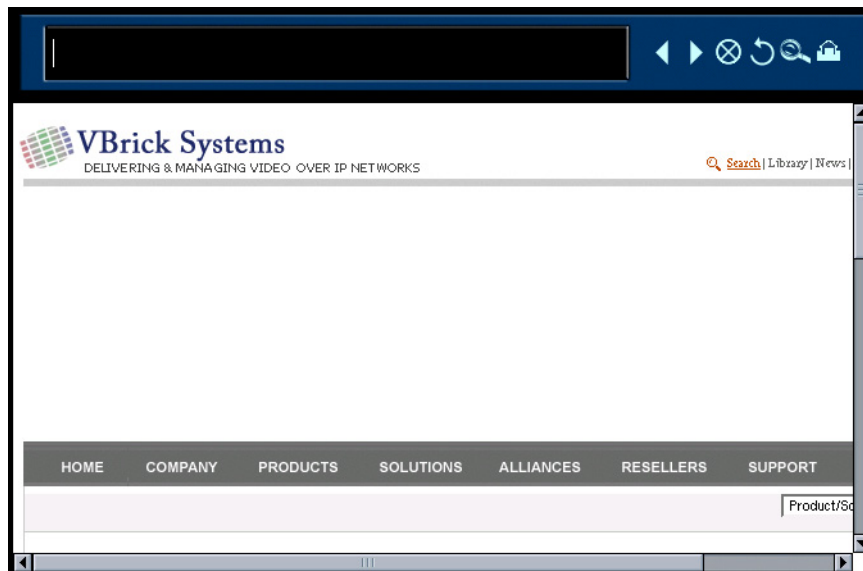 VBrick Systems
DELIVERING & MANAGING VIDEO OVER IP NETWORKS
Search | Library | News |
HOME COMPANY PRODUCTS SOLUTIONS ALLIANCES RESELLERS SUPPORT
Product/So